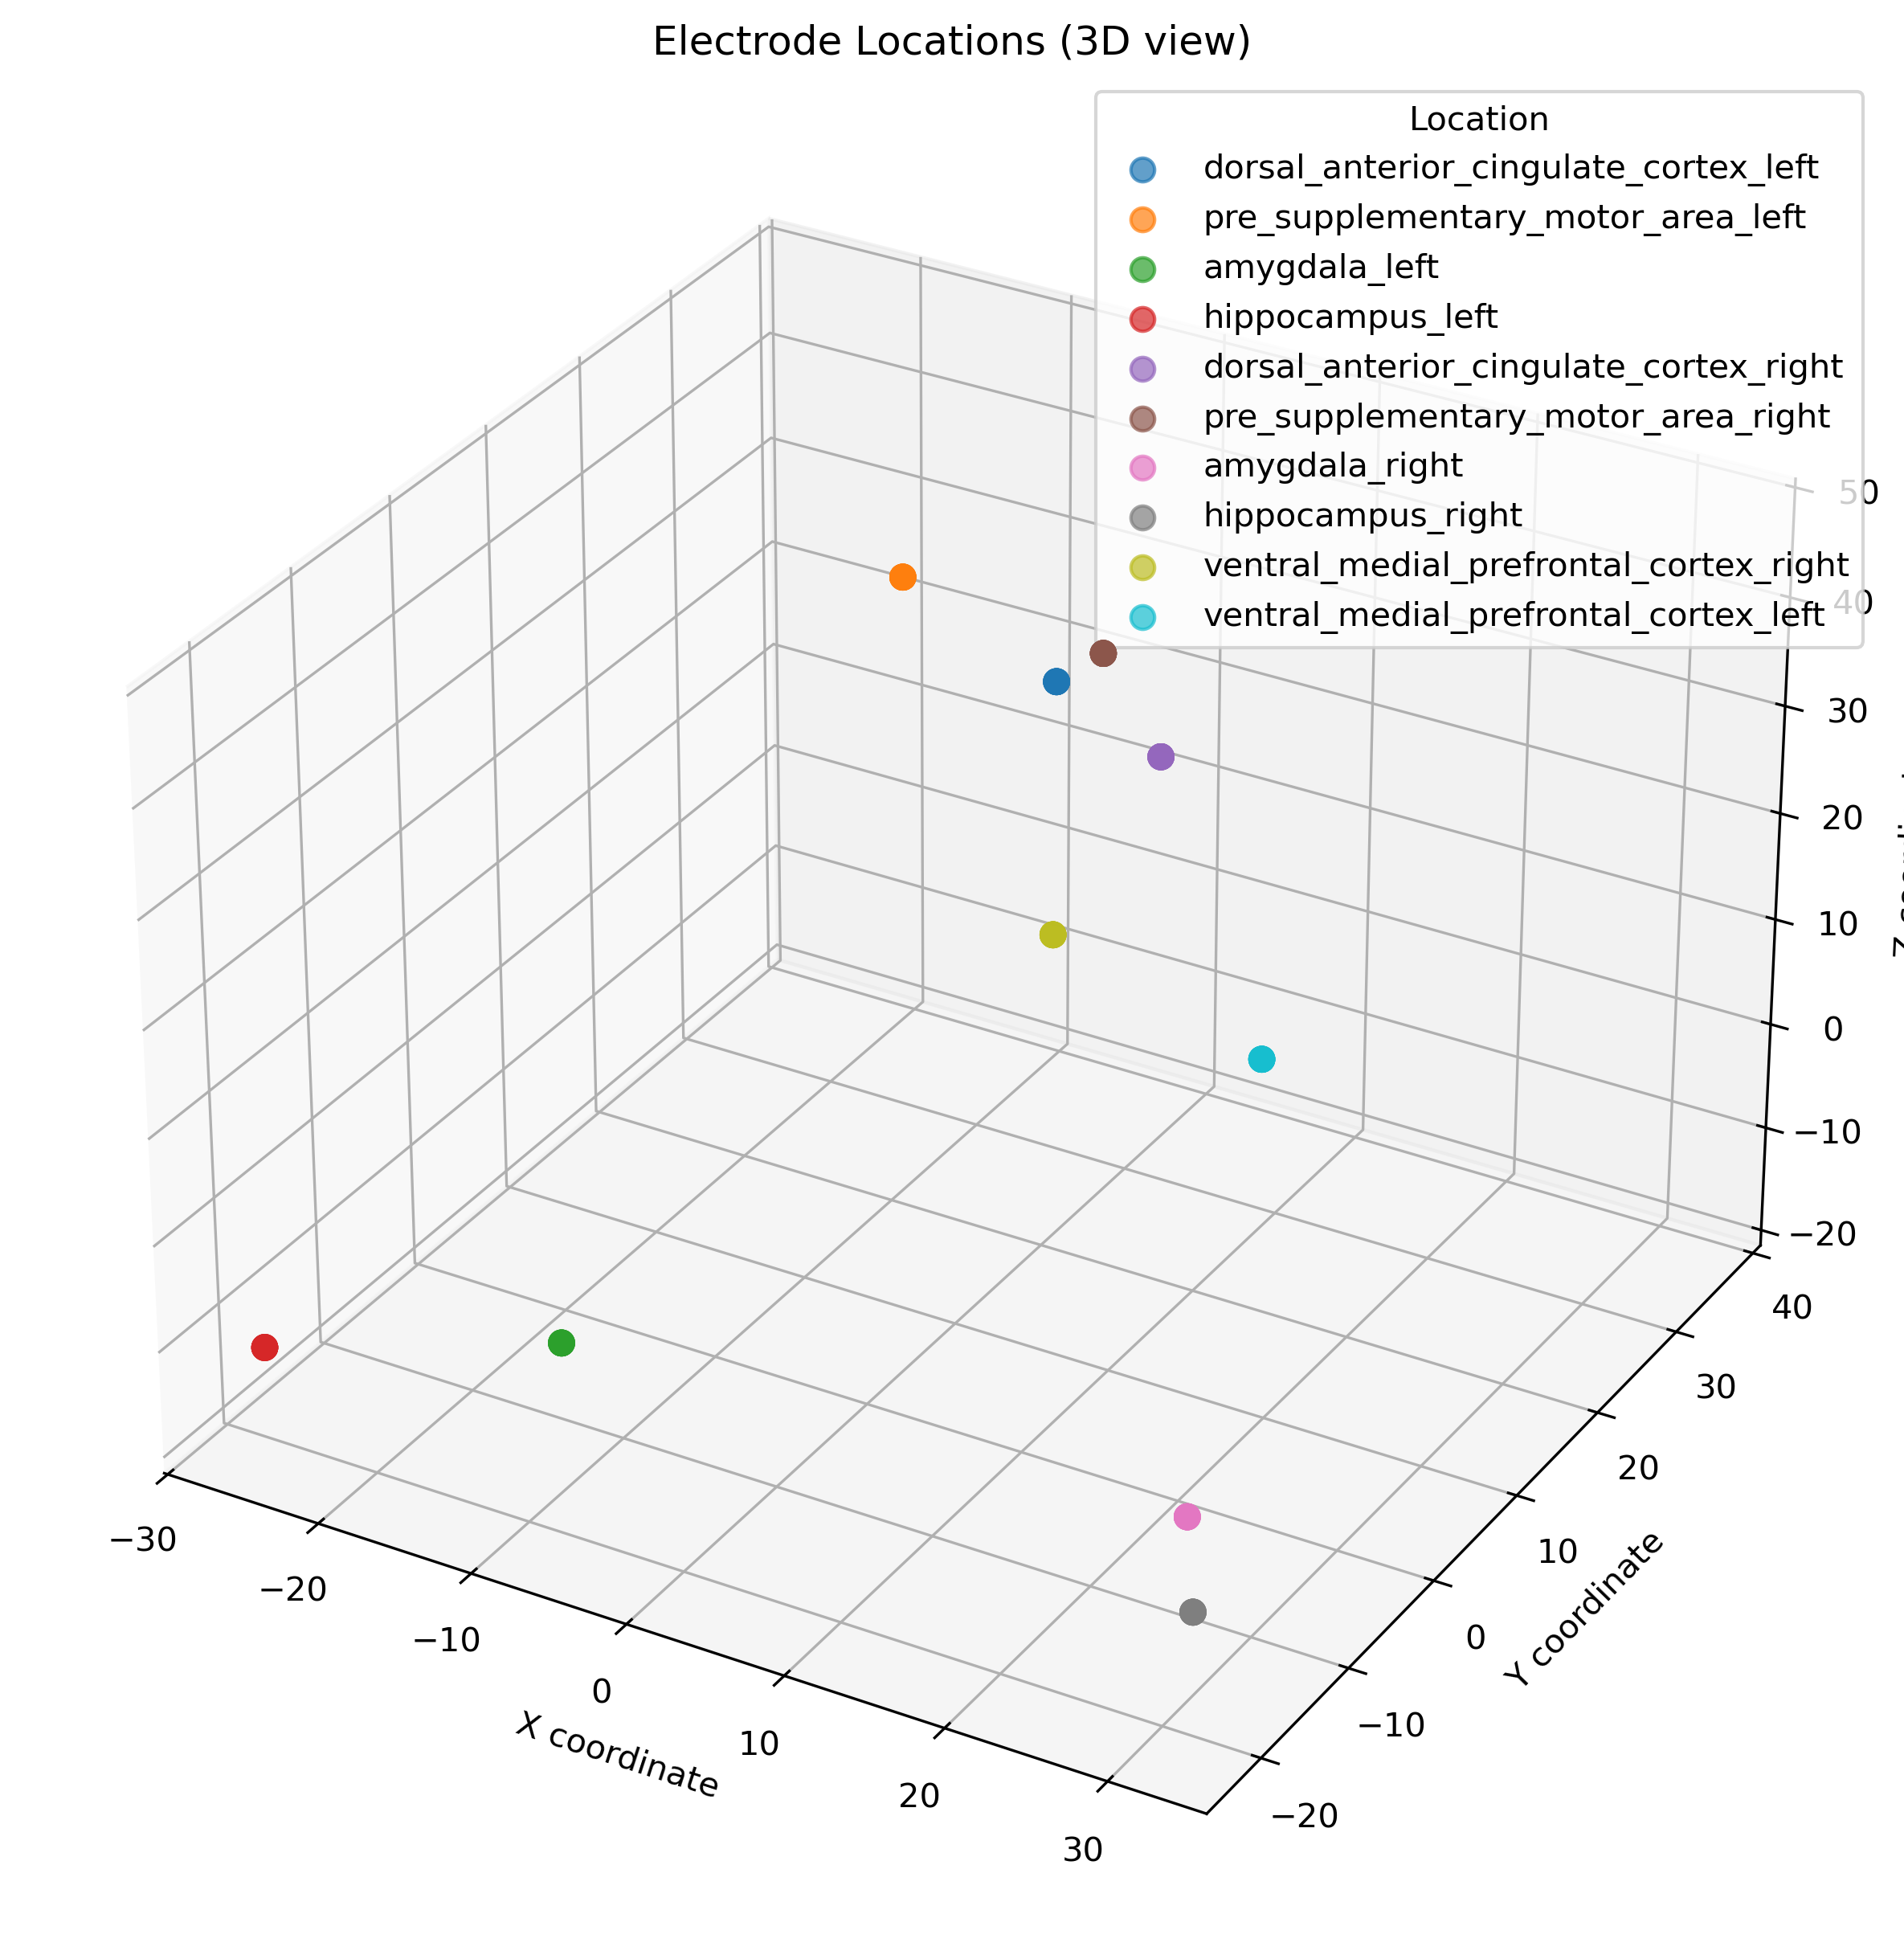 Electrode Locations (3D view)
Location
dorsal_anterior_cingulate_cortex_left
pre_supplementary_motor_area_left
amygdala_left
hippocampus_left
dorsal_anterior_cingulate_cortex_right
pre_supplementary_motor_area_right
amygdala_right
hippocampus_right
ventral_medial_prefrontal_cortex_right
ventral_medial_prefrontal_cortex_left
50
40
30
20
10
0
−10
−20
40
30
20
10
0
−10
−20
Y coordinate
−30
−20
−10
0
10
20
30
X coordinate